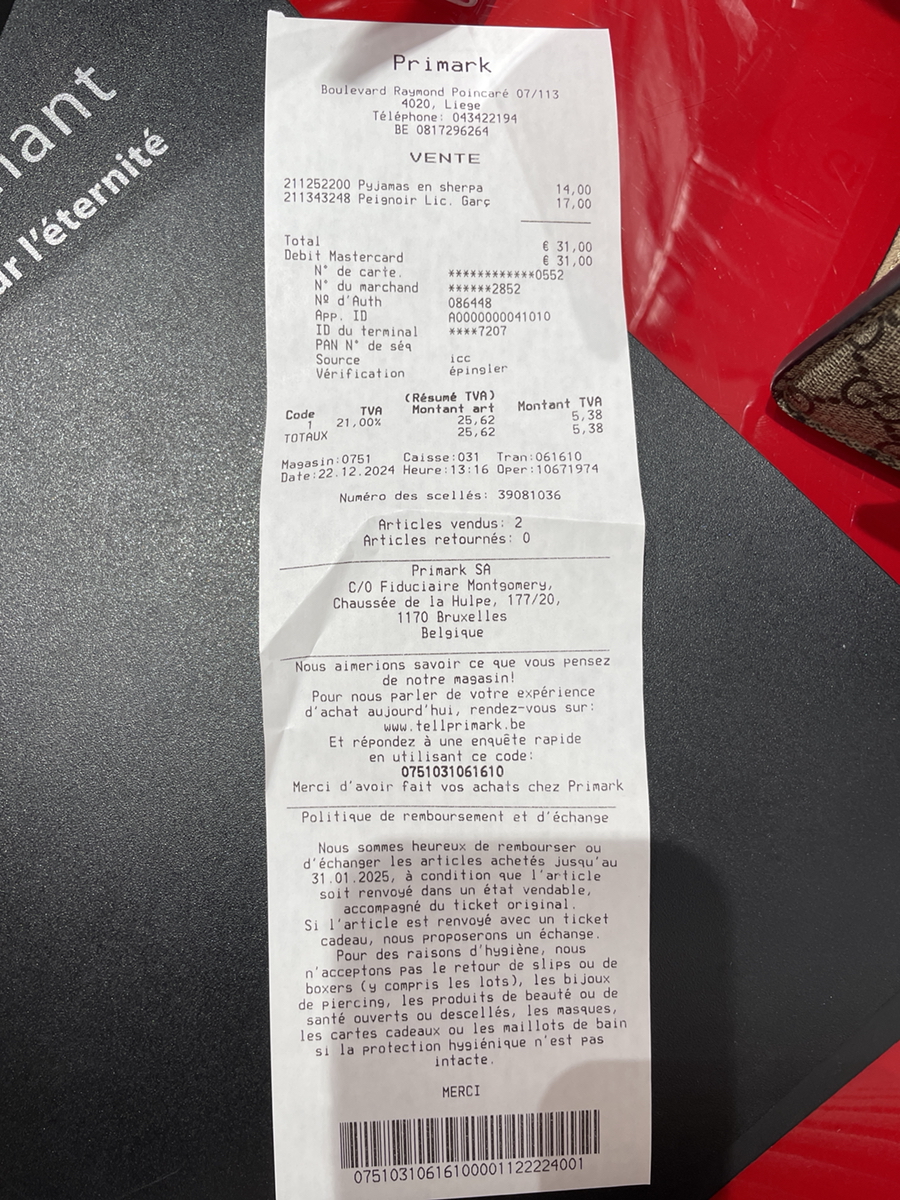 Primark
Boulevard Raymond Poincaré 07/113
4020, Liege
Téléphone: 043422194
BE 0817296264
VENTE
211252200 Pyjamas en sherpa 14,00
211343248 Peignoir Lic. Garç 17,00
Total € 31,00
Debit Mastercard € 31,00
N° de carte. ************0552
N° du marchand ******2852
Nº d'Auth 086448
App. ID A0000000041010
ID du terminal ****7207
PAN N° de séq
Source icc
Vérification épingler
(Résumé TVA)
Code TVA Montant art Montant TVA
1 21,00% 25,62 5,38
TOTAUX 25,62 5,38
Magasin:0751 Caisse:031 Tran:061610
Date:22.12.2024 Heure:13:16 Oper:10671974
Numéro des scellés: 39081036
Articles vendus: 2
Articles retournés: 0
Primark SA
C/O Fiduciaire Montgomery,
Chaussée de la Hulpe, 177/20,
1170 Bruxelles
Belgique
Nous aimerions savoir ce que vous pensez
de notre magasin!
Pour nous parler de votre expérience
d'achat aujourd'hui, rendez-vous sur:
www.tellprimark.be
Et répondez à une enquête rapide
en utilisant ce code:
0751031061610
Merci d'avoir fait vos achats chez Primark
Politique de remboursement et d'échange
Nous sommes heureux de rembourser ou
d'échanger les articles achetés jusqu'au
31.01.2025, à condition que l'article
soit renvoyé dans un état vendable,
accompagné du ticket original.
Si l'article est renvoyé avec un ticket
cadeau, nous proposerons un échange.
Pour des raisons d'hygiène, nous
n'acceptons pas le retour de slips ou de
boxers (y compris les lots), les bijoux
de piercing, les produits de beauté ou de
santé ouverts ou descellés, les masques,
les cartes cadeaux ou les maillots de bain
si la protection hygiénique n'est pas
intacte.
MERCI
07510310616100001122224001
l'éternité